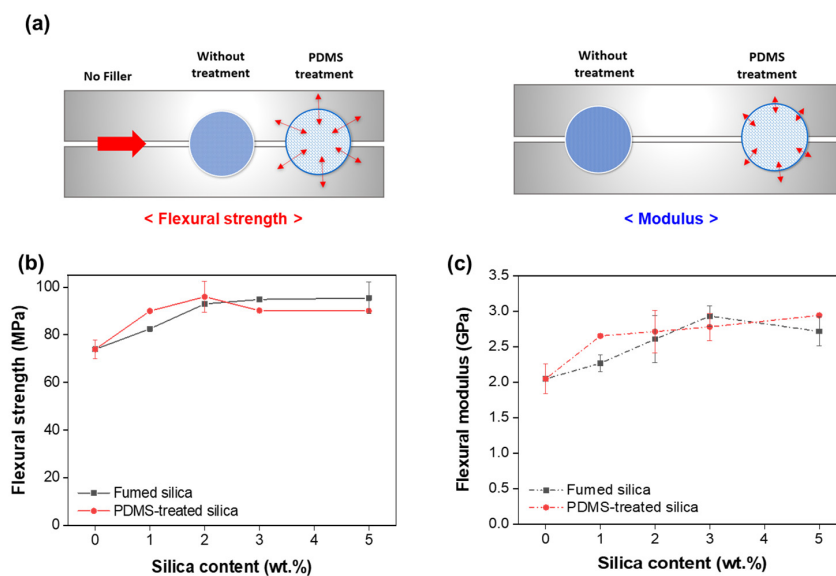 (a)
Without
treatment
PDMS
treatment
No Filler
< Flexural strength >
Without
treatment
PDMS
treatment
< Modulus >
(b)
Flexural strength (MPa)
100
80
60
40
20
0
Fumed silica
PDMS-treated silica
0 1 2 3 5
Silica content (wt.%)
(c)
Flexural modulus (GPa)
3.5
3.0
2.5
2.0
1.5
1.0
0.5
0.0
Fumed silica
PDMS-treated silica
0 1 2 3 5
Silica content (wt.%)